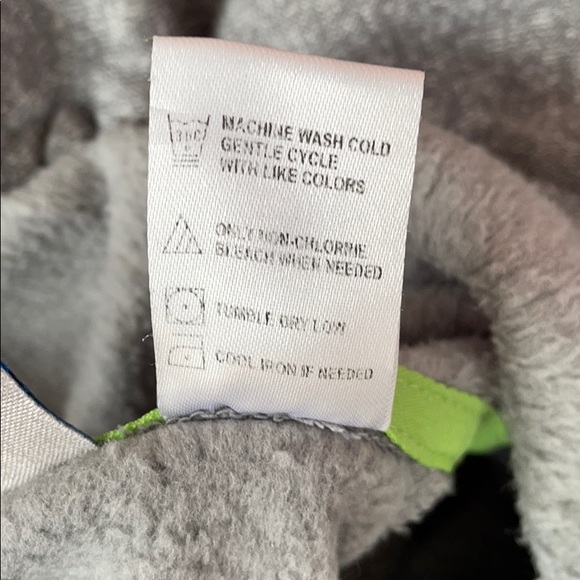 30C
MACHINE WASH COLD
GENTLE CYCLE
WITH LIKE COLORS
ONLY NON-CHLORINE
BLEACH WHEN NEEDED
TUMBLE DRY LOW
COOL IRON IF NEEDED